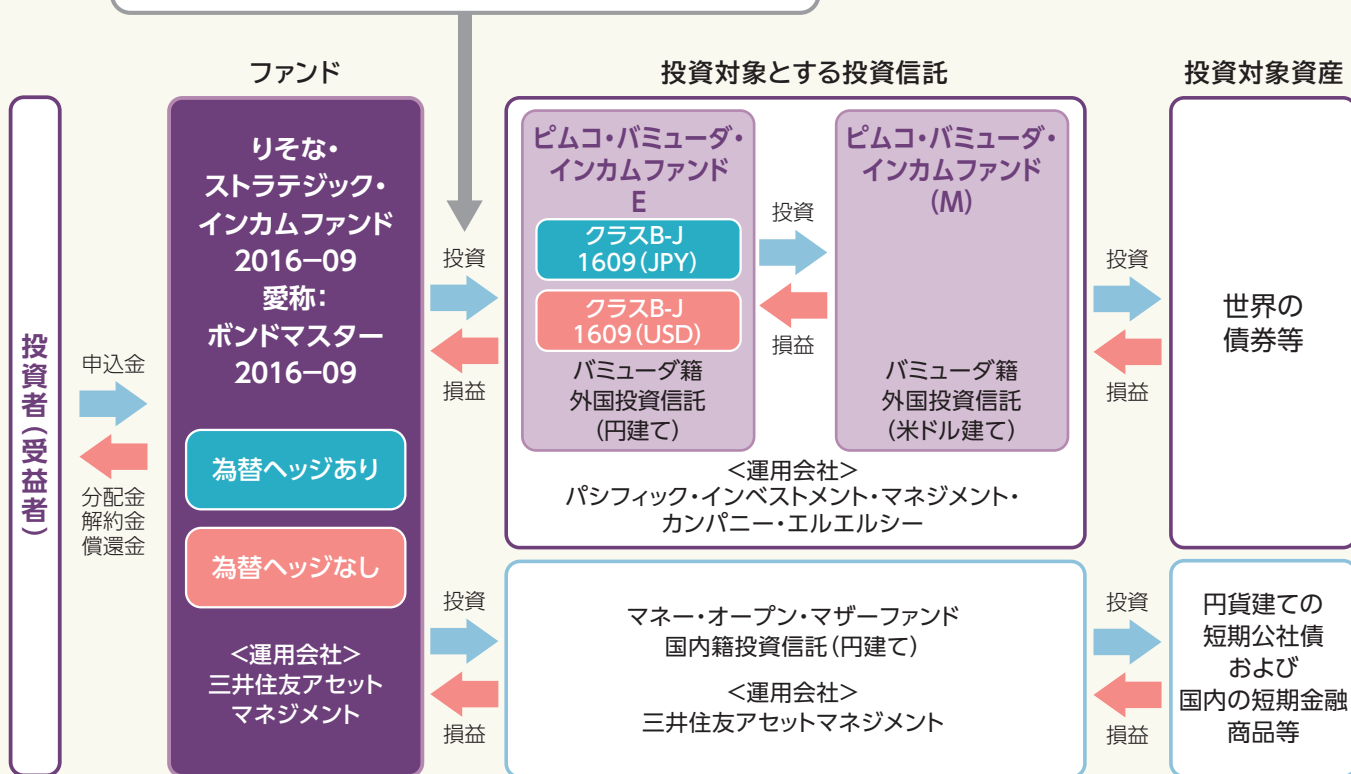 ファンド
投資対象とする投資信託
投資対象資産
投資者(受益者)
申込金
分配金
解約金
償還金
りそな・
ストラテジック・
インカムファンド
2016−09
愛称:
ボンドマスター
2016−09
為替ヘッジあり
為替ヘッジなし
<運用会社>
三井住友アセット
マネジメント
投資
損益
ピムコ・バミューダ・
インカムファンド
E
クラスB-J
1609(JPY)
クラスB-J
1609(USD)
バミューダ籍
外国投資信託
(円建て)
投資
損益
ピムコ・バミューダ・
インカムファンド
(M)
バミューダ籍
外国投資信託
(米ドル建て)
<運用会社>
パシフィック・インベストメント・マネジメント・
カンパニー・エルエルシー
投資
損益
世界の
債券等
投資
損益
マネー・オープン・マザーファンド
国内籍投資信託(円建て)
<運用会社>
三井住友アセットマネジメント
投資
損益
円貨建ての
短期公社債
および
国内の短期金融
商品等